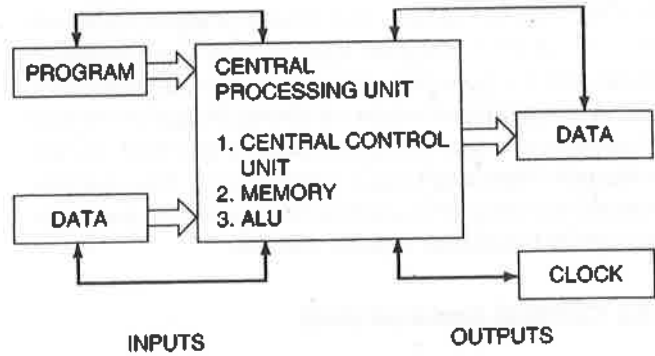 PROGRAM
CENTRAL
PROCESSING UNIT
1. CENTRAL CONTROL
UNIT
2. MEMORY
3. ALU
DATA
DATA
CLOCK
INPUTS
OUTPUTS